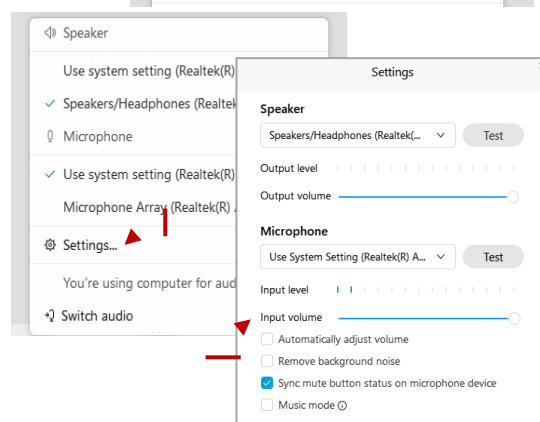 Speaker
Use system setting (Realtek(R)
Speakers/Headphones (Realtek
Microphone
Use system setting (Realtek(R)
Microphone Array (Realtek(R) A
Settings...
You're using computer for aud
Switch audio
Settings
Speaker
Speakers/Headphones (Realtek(...
Test
Output level
Output volume
Microphone
Use System Setting (Realtek(R) A...
Test
Input level
Input volume
Automatically adjust volume
Remove background noise
Sync mute button status on microphone device
Music mode